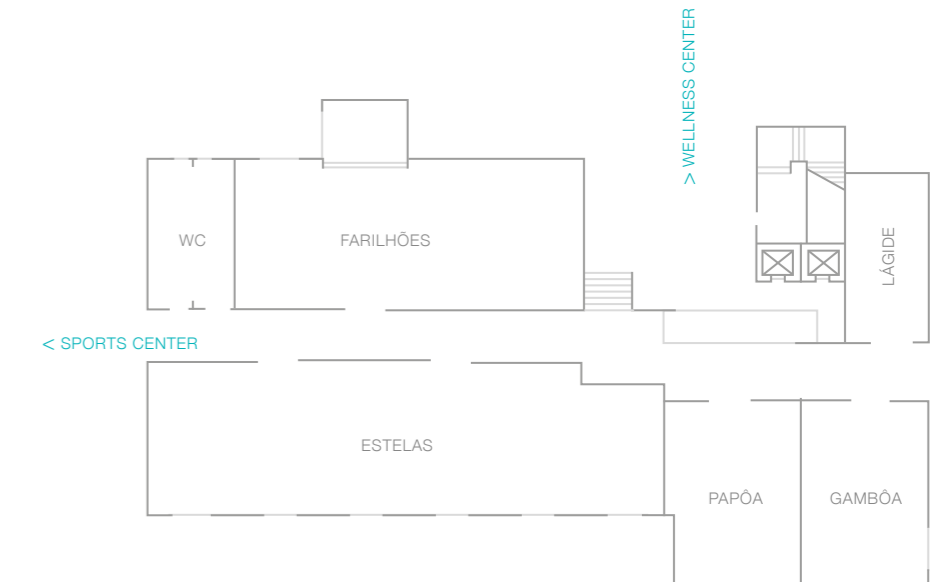 > WELLNESS CENTER
WC
FARILHÕES
LÁGIDE
< SPORTS CENTER
ESTELAS
PAPÔA
GAMBÔA